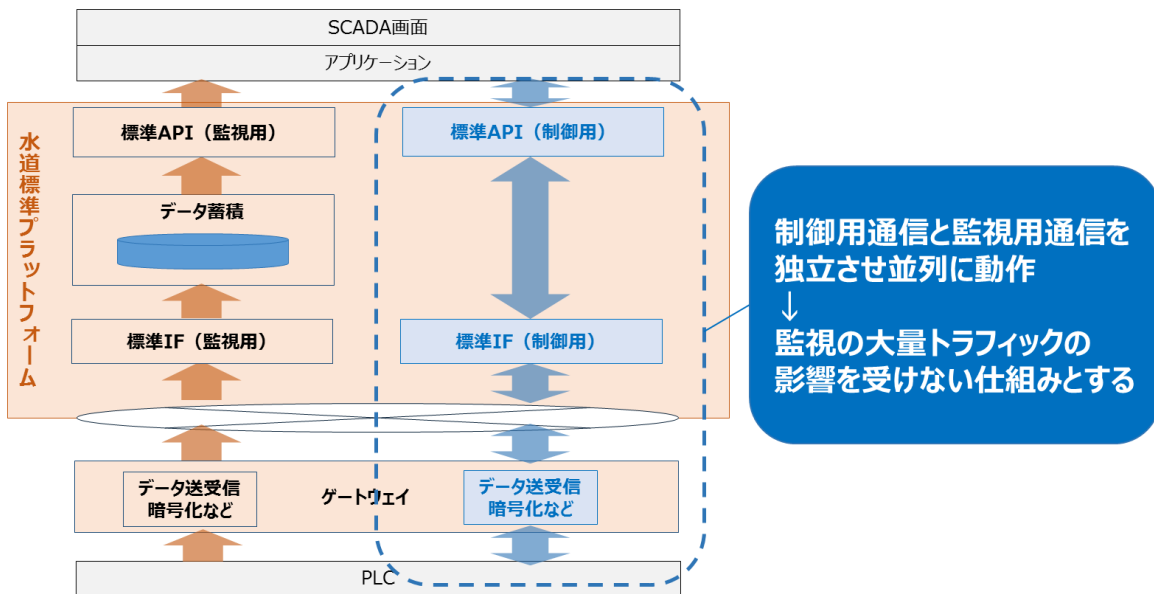 SCADA画面
アプリケーション
水道標準プラットフォーム
標準API（監視用）
標準API（制御用）
データ蓄積
標準IF（監視用）
標準IF（制御用）
制御用通信と監視用通信を
独立させ並列に動作
↓
監視の大量トラフィックの
影響を受けない仕組みとする
データ送受信
暗号化など
ゲートウェイ
データ送受信
暗号化など
PLC